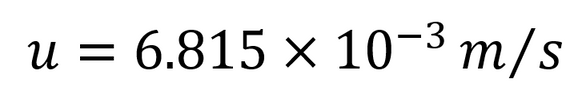 u = 6.815 × 10⁻³ m/s